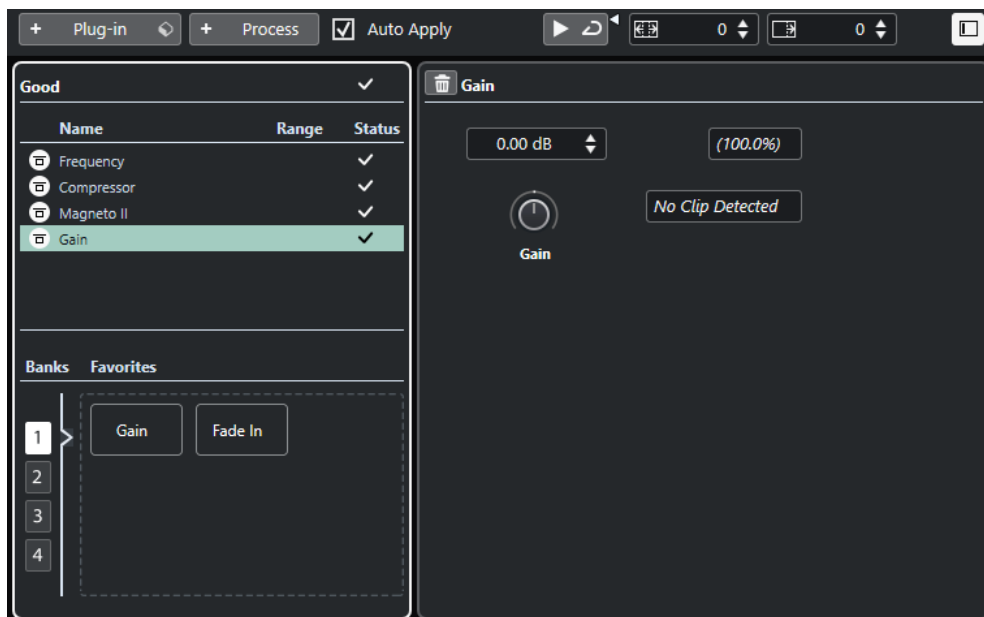 + Plug-in + Process Auto Apply 0 0
Good
Name Range Status
Frequency
Compressor
Magneto II
Gain
Banks Favorites
1
2
3
4
Gain Fade In
Gain
0.00 dB (100.0%)
No Clip Detected
Gain